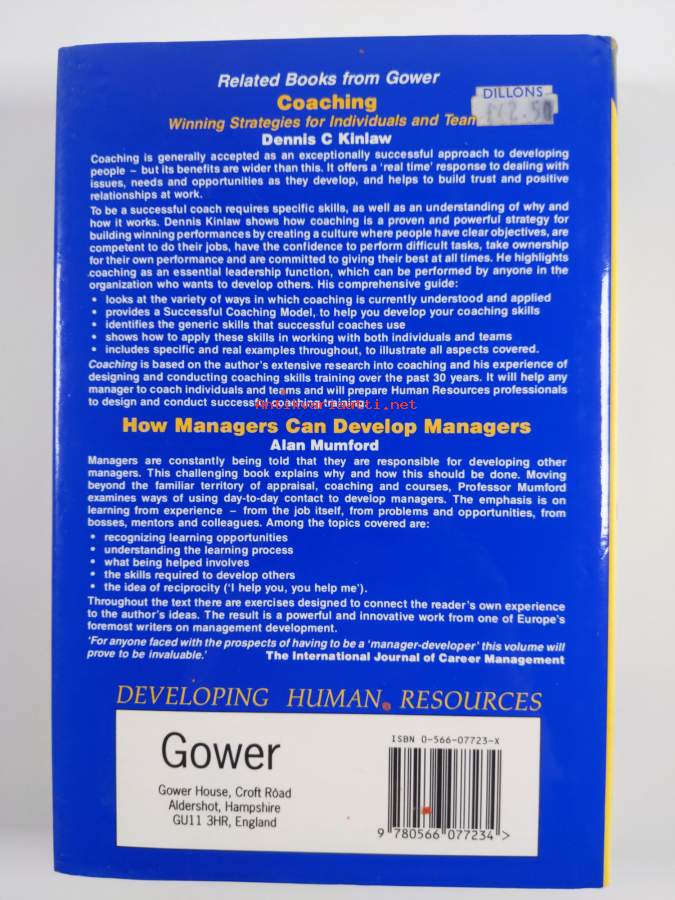 Related Books from Gower
Coaching
DILLONS
Winning Strategies for Individuals and Team
Dennis C Kinlaw
Coaching is generally accepted as an exceptionally successful approach to developing
people – but its benefits are wider than this. It offers a ‘real time’ response to dealing with
issues, needs and opportunities as they develop, and helps to build trust and positive
relationships at work.
To be a successful coach requires specific skills, as well as an understanding of why and
how it works. Dennis Kinlaw shows how coaching is a proven and powerful strategy for
building winning performances by creating a culture where people have clear objectives, are
competent to do their jobs, have the confidence to perform difficult tasks, take ownership
for their own performance and are committed to giving their best at all times. He highlights
coaching as an essential leadership function, which can be performed by anyone in the
organization who wants to develop others. His comprehensive guide:
• looks at the variety of ways in which coaching is currently understood and applied
• provides a Successful Coaching Model, to help you develop your coaching skills
• identifies the generic skills that successful coaches use
• shows how to apply these skills in working with both individuals and teams
• includes specific and real examples throughout, to illustrate all aspects covered.
Coaching is based on the author’s extensive research into coaching and his experience of
designing and conducting coaching skills training over the past 30 years. It will help any
manager to coach individuals and teams and will prepare Human Resources professionals
to design and conduct successful coaching training.
How Managers Can Develop Managers
Alan Mumford
Managers are constantly being told that they are responsible for developing other
managers. This challenging book explains why and how this should be done. Moving
beyond the familiar territory of appraisal, coaching and courses, Professor Mumford
examines ways of using day-to-day contact to develop managers. The emphasis is on
learning from experience – from the job itself, from problems and opportunities, from
bosses, mentors and colleagues. Among the topics covered are:
• recognizing learning opportunities
• understanding the learning process
• what being helped involves
• the skills required to develop others
• the idea of reciprocity (‘I help you, you help me’).
Throughout the text there are exercises designed to connect the reader’s own experience
to the author’s ideas. The result is a powerful and innovative work from one of Europe’s
foremost writers on management development.
‘For anyone faced with the prospects of having to be a ‘manager-developer’ this volume will
prove to be invaluable.’ The International Journal of Career Management
DEVELOPING HUMAN RESOURCES
Gower
Gower House, Croft Road
Aldershot, Hampshire
GU11 3HR, England
ISBN 0-566-07723-X
9 780566 077234 >